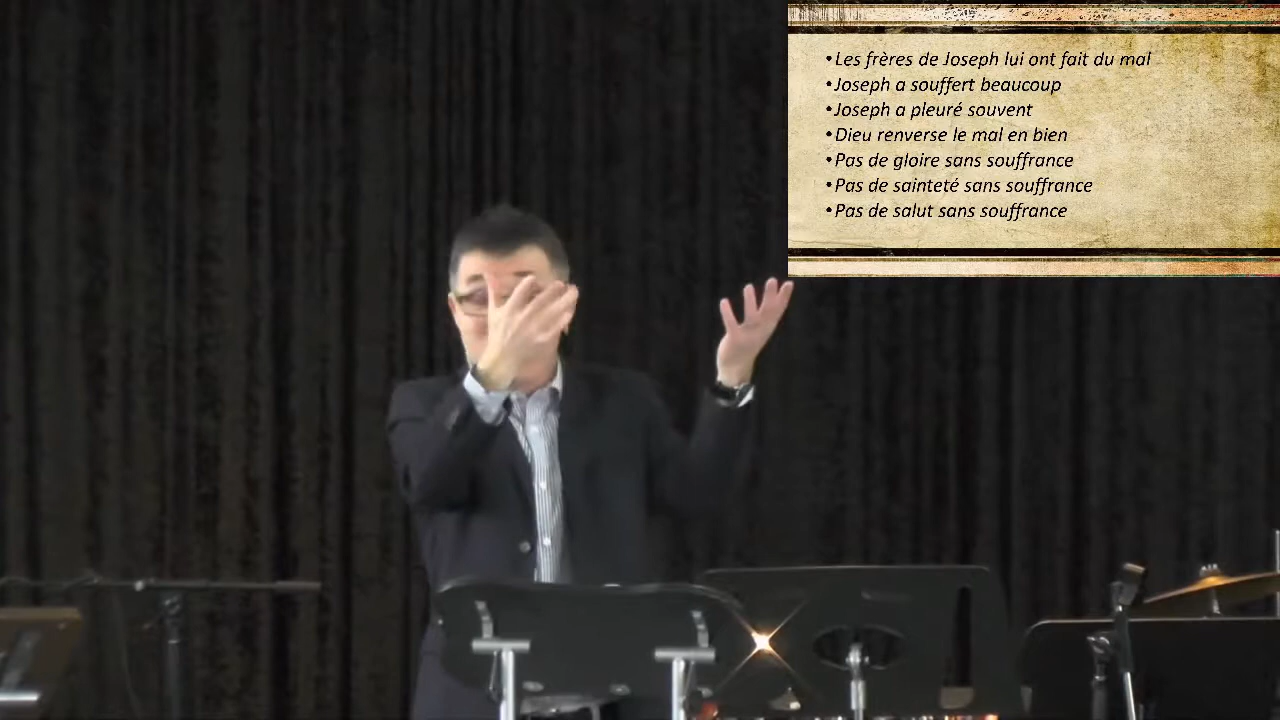 •Les frères de Joseph lui ont fait du mal
•Joseph a souffert beaucoup
•Joseph a pleuré souvent
•Dieu renverse le mal en bien
•Pas de gloire sans souffrance
•Pas de sainteté sans souffrance
•Pas de salut sans souffrance